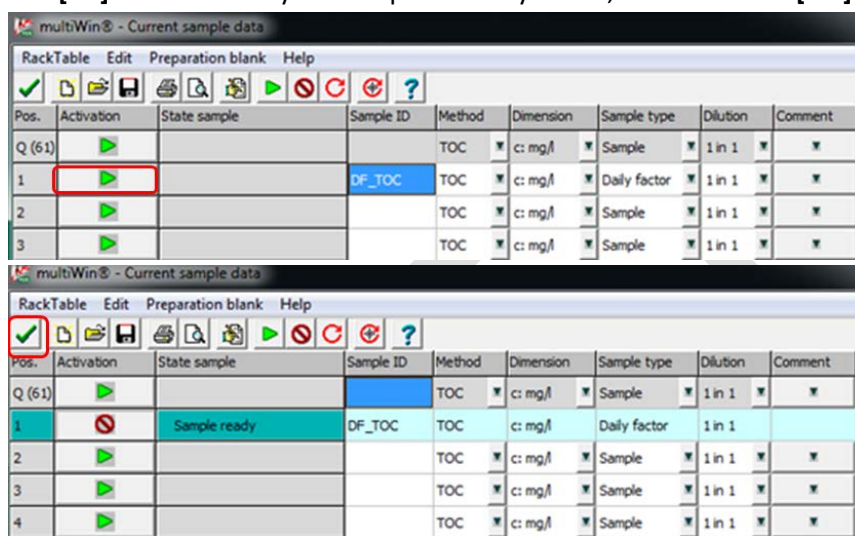 multiWin® - Current sample data
RackTable Edit Preparation blank Help
?
Pos. Activation State sample Sample ID Method Dimension Sample type Dilution Comment
Q (61) TOC c: mg/l Sample 1 in 1
1 DF_TOC TOC c: mg/l Daily factor 1 in 1
2 TOC c: mg/l Sample 1 in 1
3 TOC c: mg/l Sample 1 in 1
multiWin® - Current sample data
RackTable Edit Preparation blank Help
?
Pos. Activation State sample Sample ID Method Dimension Sample type Dilution Comment
Q (61) TOC c: mg/l Sample 1 in 1
1 Sample ready DF_TOC TOC c: mg/l Daily factor 1 in 1
2 TOC c: mg/l Sample 1 in 1
3 TOC c: mg/l Sample 1 in 1
4 TOC c: mg/l Sample 1 in 1